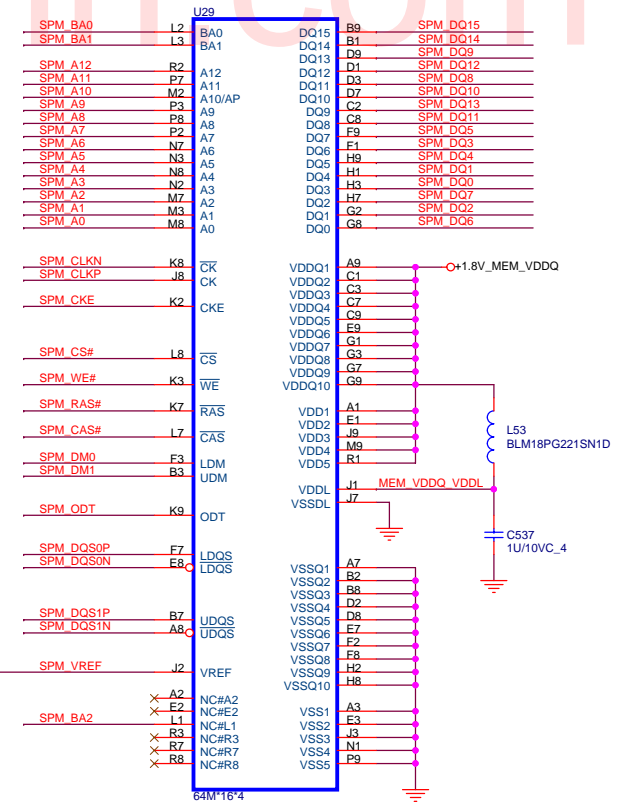 in.com
U29
SPM_BA0 L2 BA0 DQ15 B9 SPM_DQ15
SPM_BA1 L3 BA1 DQ14 B1 SPM_DQ14
DQ13 D9 SPM_DQ9
SPM_A12 R2 A12 DQ12 D1 SPM_DQ12
SPM_A11 P7 A11 DQ11 D3 SPM_DQ8
SPM_A10 M2 A10/AP DQ10 D7 SPM_DQ10
SPM_A9 P3 A9 DQ9 C2 SPM_DQ13
SPM_A8 P8 A8 DQ8 C8 SPM_DQ11
SPM_A7 P2 A7 DQ7 F9 SPM_DQ5
SPM_A6 N7 A6 DQ6 F1 SPM_DQ3
SPM_A5 N3 A5 DQ5 H9 SPM_DQ4
SPM_A4 N8 A4 DQ4 H1 SPM_DQ1
SPM_A3 N2 A3 DQ3 H3 SPM_DQ0
SPM_A2 M7 A2 DQ2 H7 SPM_DQ7
SPM_A1 M3 A1 DQ1 G2 SPM_DQ2
SPM_A0 M8 A0 DQ0 G8 SPM_DQ6
SPM_CLKN K8 CK VDDQ1 A9 +1.8V_MEM_VDDQ
SPM_CLKP J8 CK VDDQ2 C1
VDDQ3 C3
SPM_CKE K2 CKE VDDQ4 C7
VDDQ5 C9
VDDQ6 E9
VDDQ7 G1
SPM_CS# L8 CS VDDQ8 G3
VDDQ9 G7
SPM_WE# K3 WE VDDQ10 G9
SPM_RAS# K7 RAS VDD1 A1
VDD2 E1
SPM_CAS# L7 CAS VDD3 J9
L53
VDD4 M9
BLM18PG221SN1D
SPM_DM0 F3 LDM VDD5 R1
SPM_DM1 B3 UDM
VDDL J1 MEM_VDDQ_VDDL
VSSDL J7
SPM_ODT K9 ODT
C537
1U/10VC_4
SPM_DQS0P F7 LDQS
SPM_DQS0N E8 LDQS VSSQ1 A7
VSSQ2 B2
VSSQ3 B8
VSSQ4 D2
SPM_DQS1P B7 UDQS VSSQ5 D8
SPM_DQS1N A8 UDQS VSSQ6 E7
VSSQ7 F2
VSSQ8 F8
SPM_VREF J2 VREF VSSQ9 H2
VSSQ10 H8
A2 NC#A2
E2 NC#E2 VSS1 A3
SPM_BA2 L1 NC#L1 VSS2 E3
R3 NC#R3 VSS3 J3
R7 NC#R7 VSS4 N1
R8 NC#R8 VSS5 P9
64M*16*4